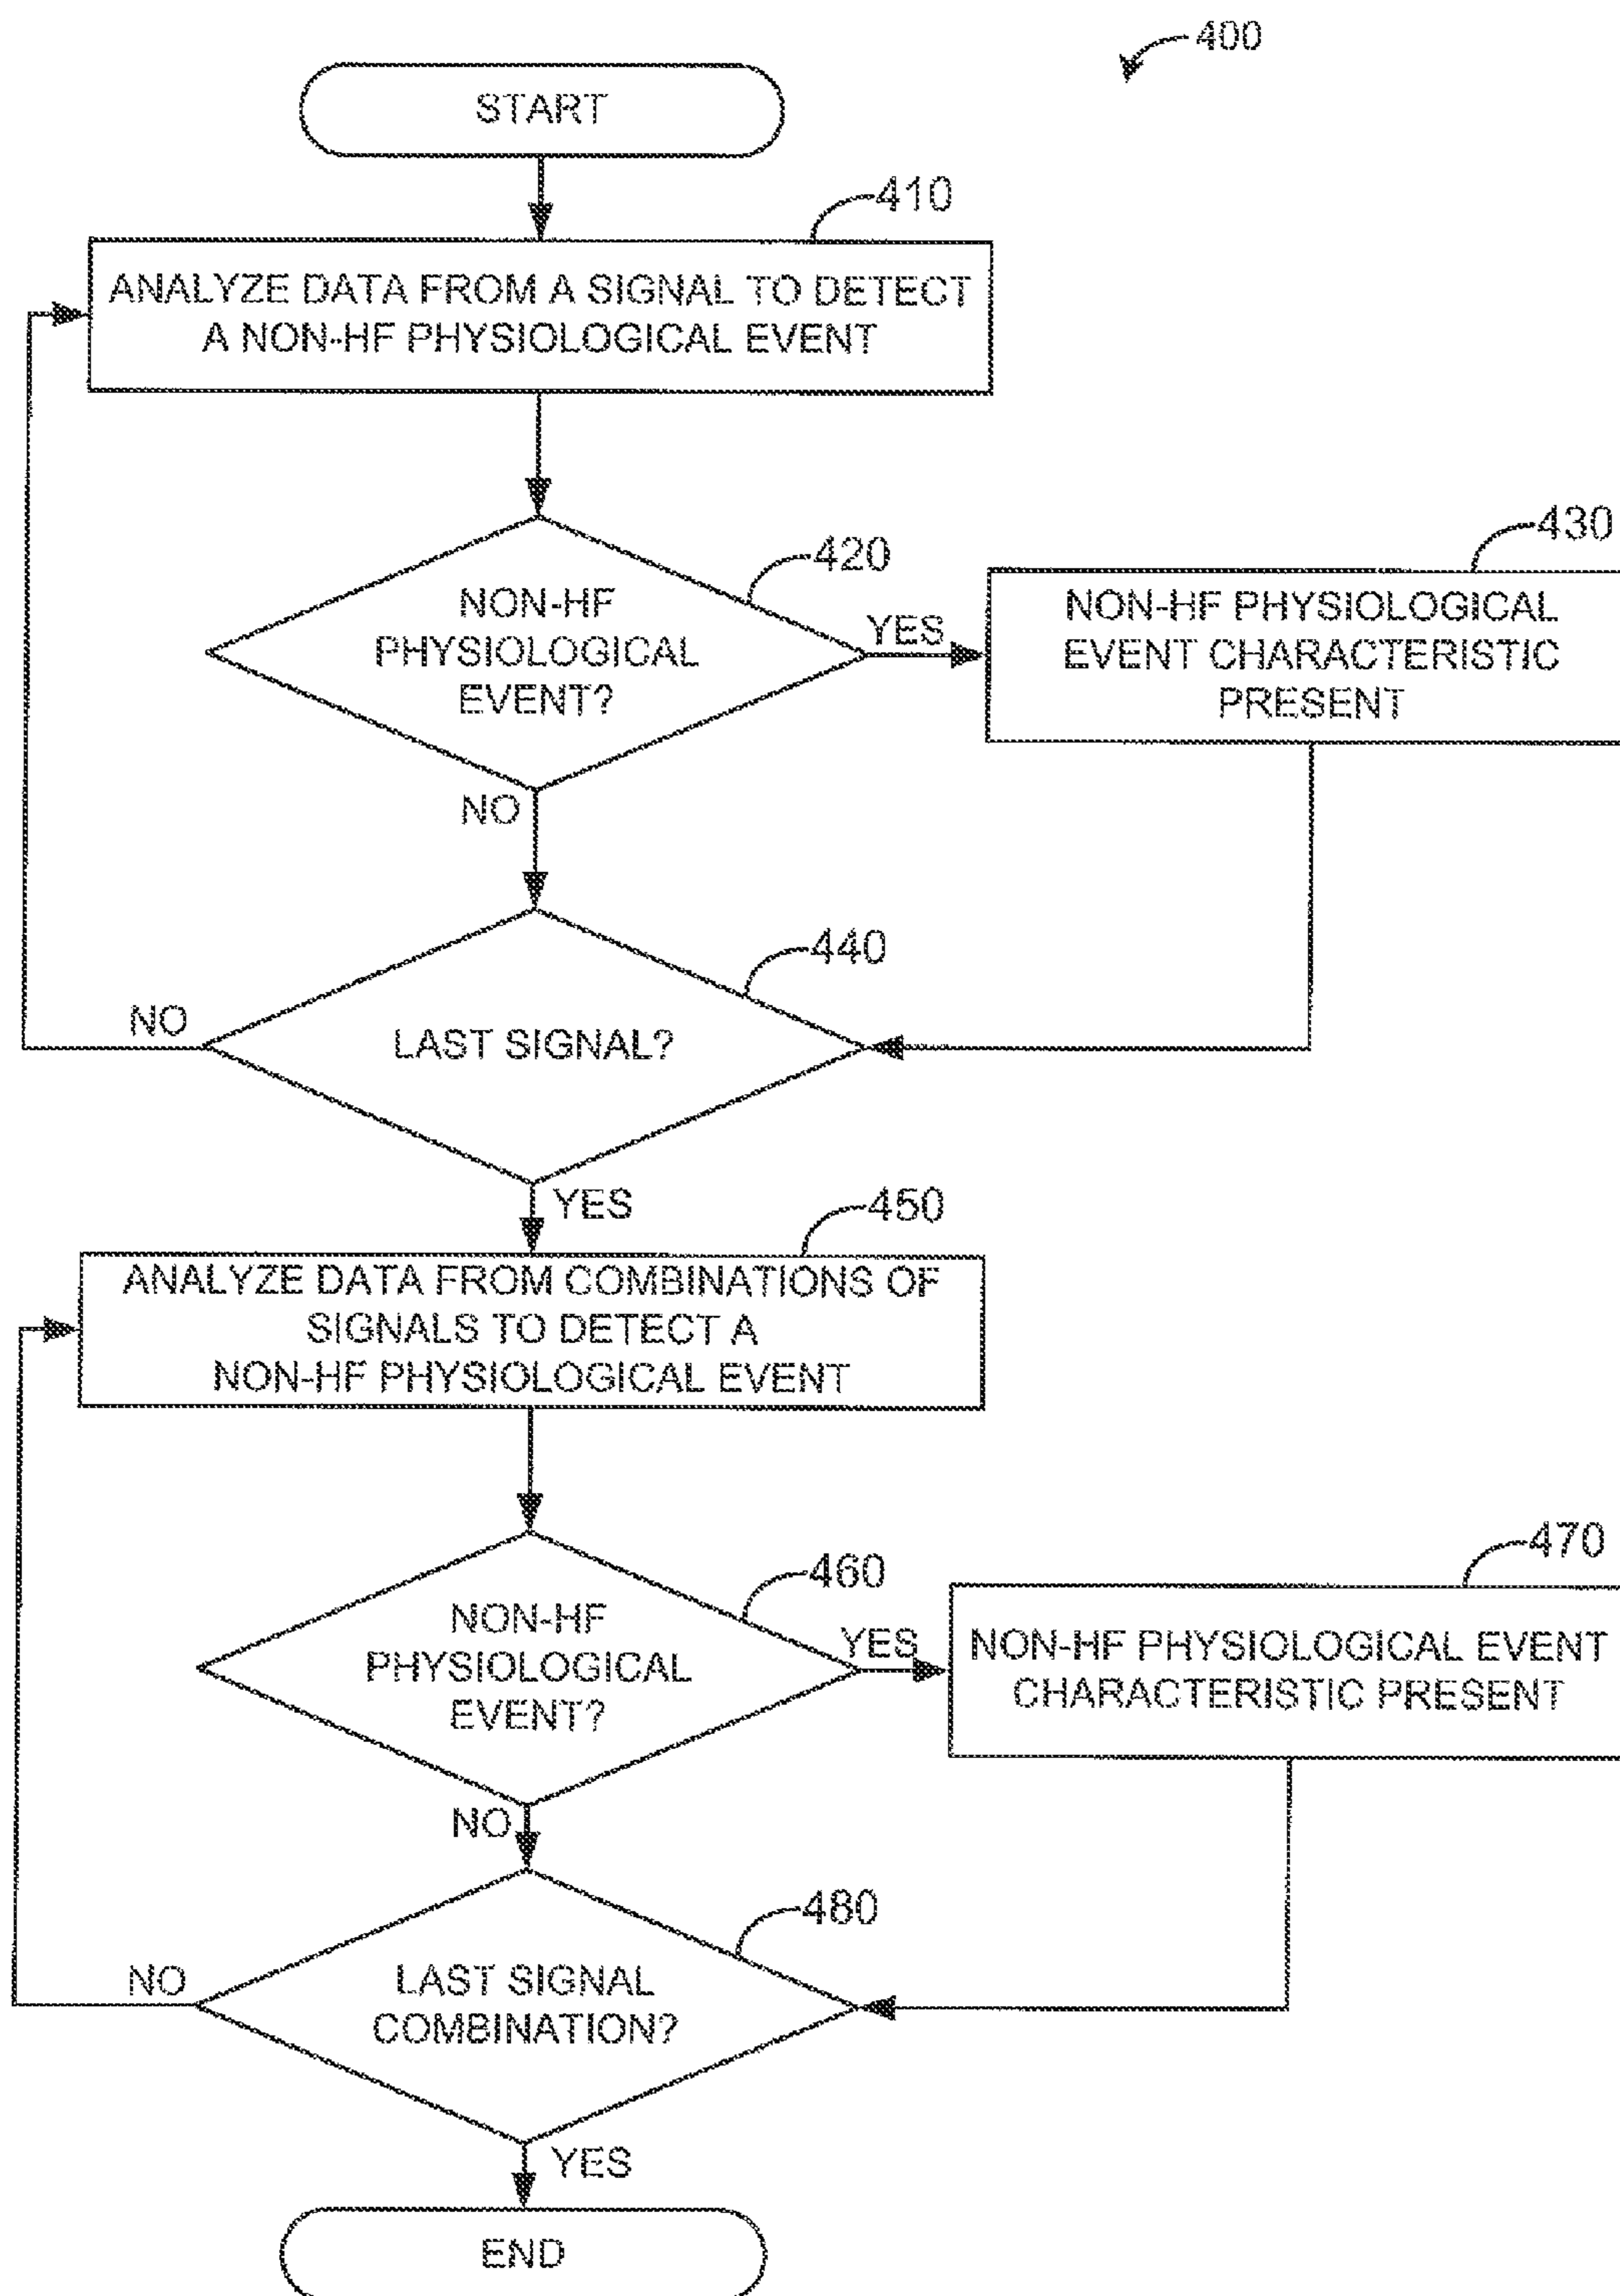 400
START
410
ANALYZE DATA FROM A SIGNAL TO DETECT
A NON-HF PHYSIOLOGICAL EVENT
420
NON-HF
PHYSIOLOGICAL
EVENT?
YES
430
NON-HF PHYSIOLOGICAL
EVENT CHARACTERISTIC
PRESENT
NO
440
LAST SIGNAL?
NO
YES
450
ANALYZE DATA FROM COMBINATIONS OF
SIGNALS TO DETECT A
NON-HF PHYSIOLOGICAL EVENT
460
NON-HF
PHYSIOLOGICAL
EVENT?
YES
470
NON-HF PHYSIOLOGICAL EVENT
CHARACTERISTIC PRESENT
NO
480
LAST SIGNAL
COMBINATION?
NO
YES
END